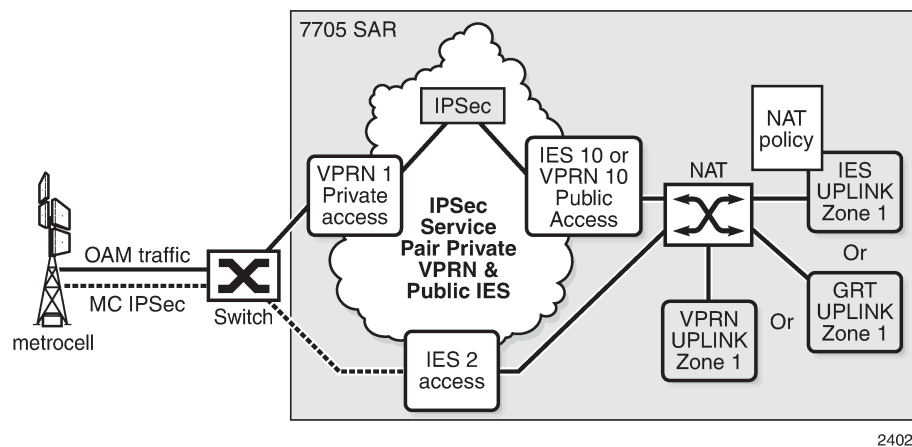 7705 SAR
IPSec
NAT
policy
VPRN 1
Private
access
IES 10 or
VPRN 10
Public
Access
NAT
IES
UPLINK
Zone 1
IPSec
Service
Pair Private
VPRN &
Public IES
OAM traffic
MC IPSec
Switch
metrocell
Or
GRT
UPLINK
Zone 1
VPRN
UPLINK
Zone 1
Or
IES 2
access
2402